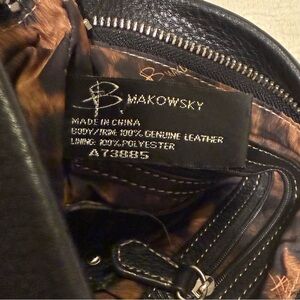 B MAKOWSKY
MADE IN CHINA
BODY/TRIM: 100% GENUINE LEATHER
LINING: 100% POLYESTER
A73885